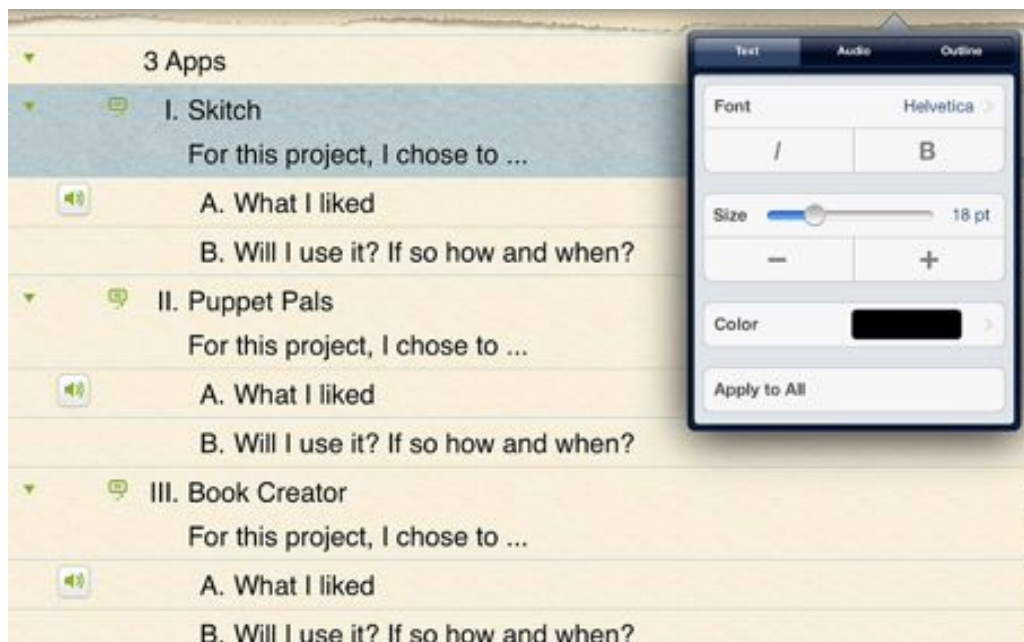 3 Apps
I. Skitch
For this project, I chose to ...
A. What I liked
B. Will I use it? If so how and when?
II. Puppet Pals
For this project, I chose to ...
A. What I liked
B. Will I use it? If so how and when?
III. Book Creator
For this project, I chose to ...
A. What I liked
B. Will I use it? If so how and when?
Text Audio Outline
Font Helvetica
I B
Size 18 pt
− +
Color
Apply to All